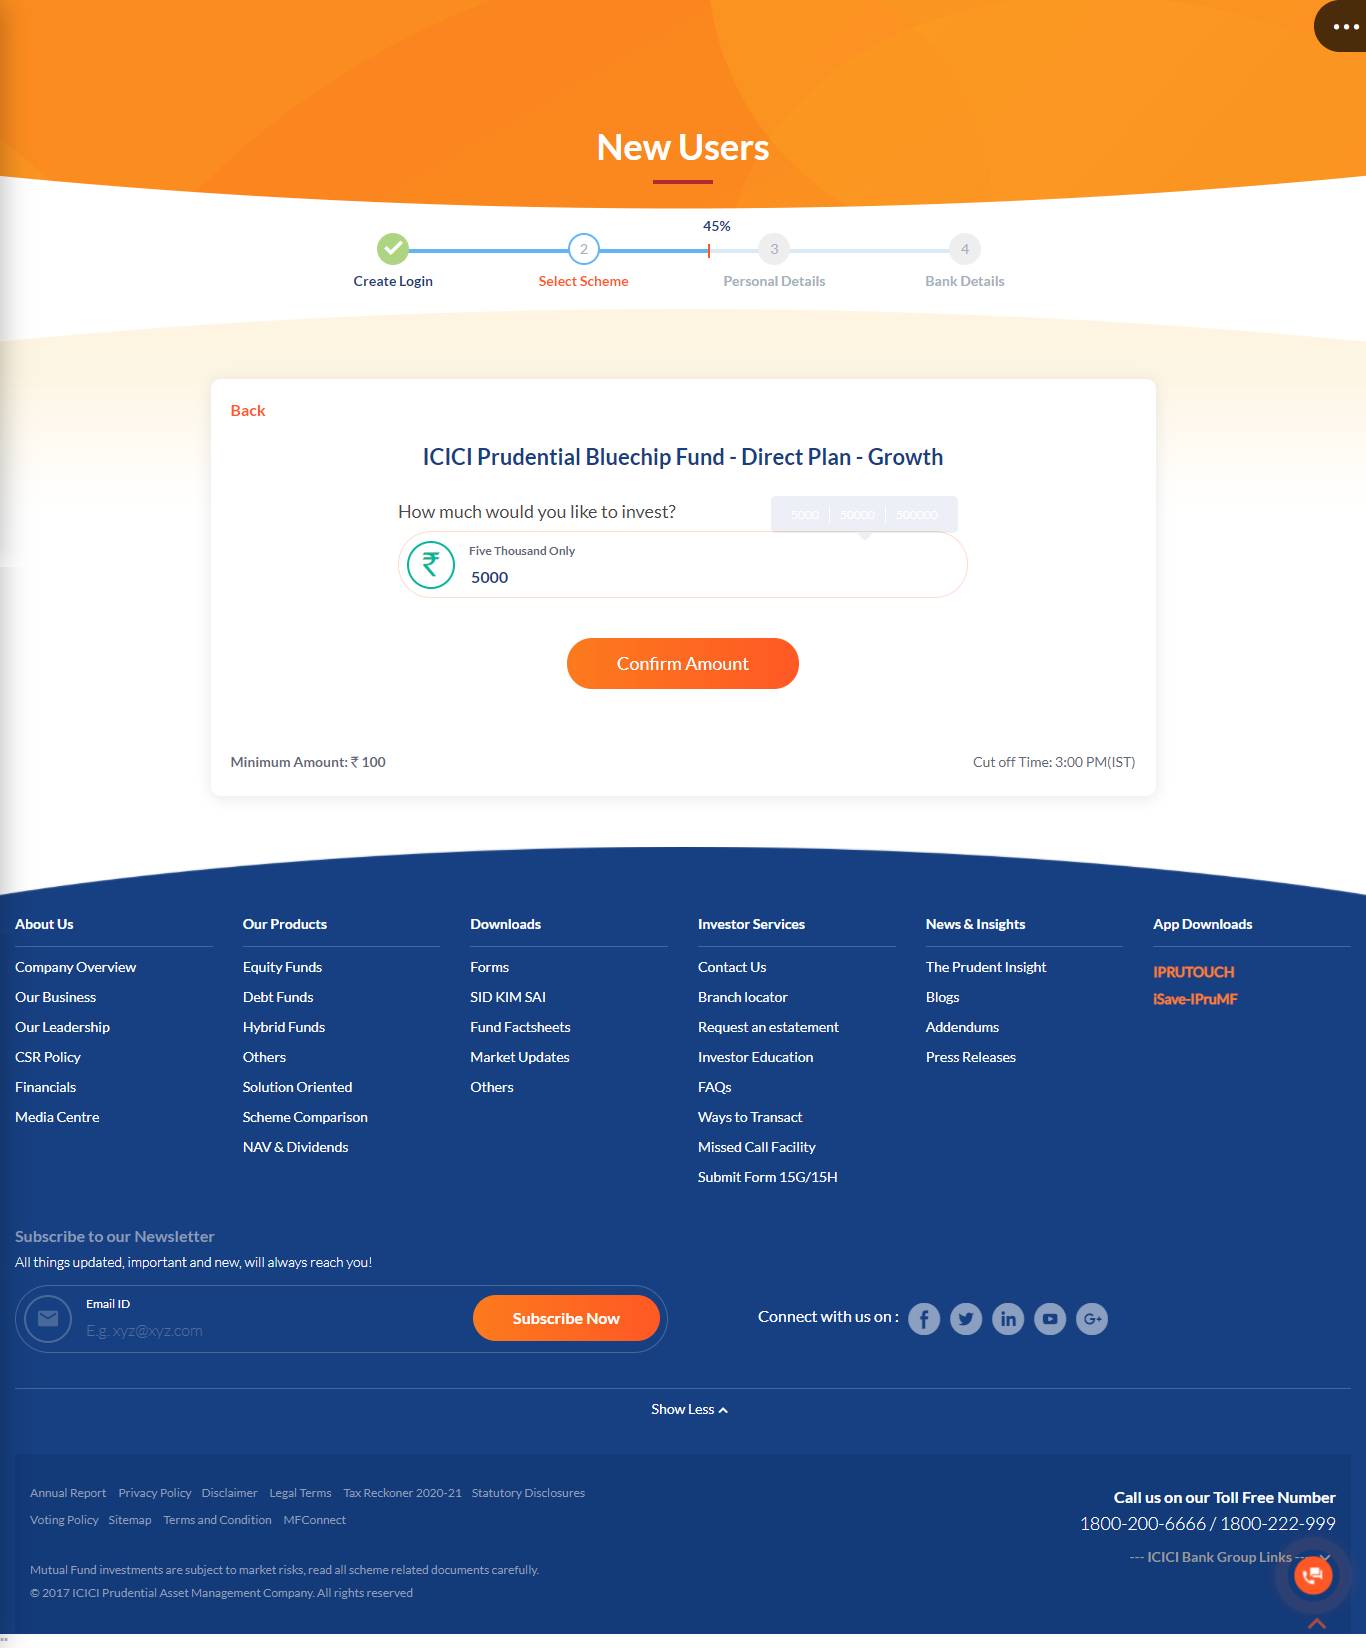 New Users
45%
2
3
4
Create Login
Select Scheme
Personal Details
Bank Details
Back
ICICI Prudential Bluechip Fund - Direct Plan - Growth
How much would you like to invest?
5000 | 50000 | 500000
₹
Five Thousand Only
5000
Confirm Amount
Minimum Amount: ₹ 100
Cut off Time: 3:00 PM(IST)
About Us
Company Overview
Our Business
Our Leadership
CSR Policy
Financials
Media Centre
Our Products
Equity Funds
Debt Funds
Hybrid Funds
Others
Solution Oriented
Scheme Comparison
NAV & Dividends
Downloads
Forms
SID KIM SAI
Fund Factsheets
Market Updates
Others
Investor Services
Contact Us
Branch locator
Request an estatement
Investor Education
FAQs
Ways to Transact
Missed Call Facility
Submit Form 15G/15H
News & Insights
The Prudent Insight
Blogs
Addendums
Press Releases
App Downloads
IPRUTOUCH
iSave-IPruMF
Subscribe to our Newsletter
All things updated, important and new, will always reach you!
Email ID
E.g. xyz@xyz.com
Subscribe Now
Connect with us on :
Show Less
Annual Report Privacy Policy Disclaimer Legal Terms Tax Reckoner 2020-21 Statutory Disclosures
Voting Policy Sitemap Terms and Condition MFConnect
Mutual Fund investments are subject to market risks, read all scheme related documents carefully.
© 2017 ICICI Prudential Asset Management Company. All rights reserved
Call us on our Toll Free Number
1800-200-6666 / 1800-222-999
--- ICICI Bank Group Links ---